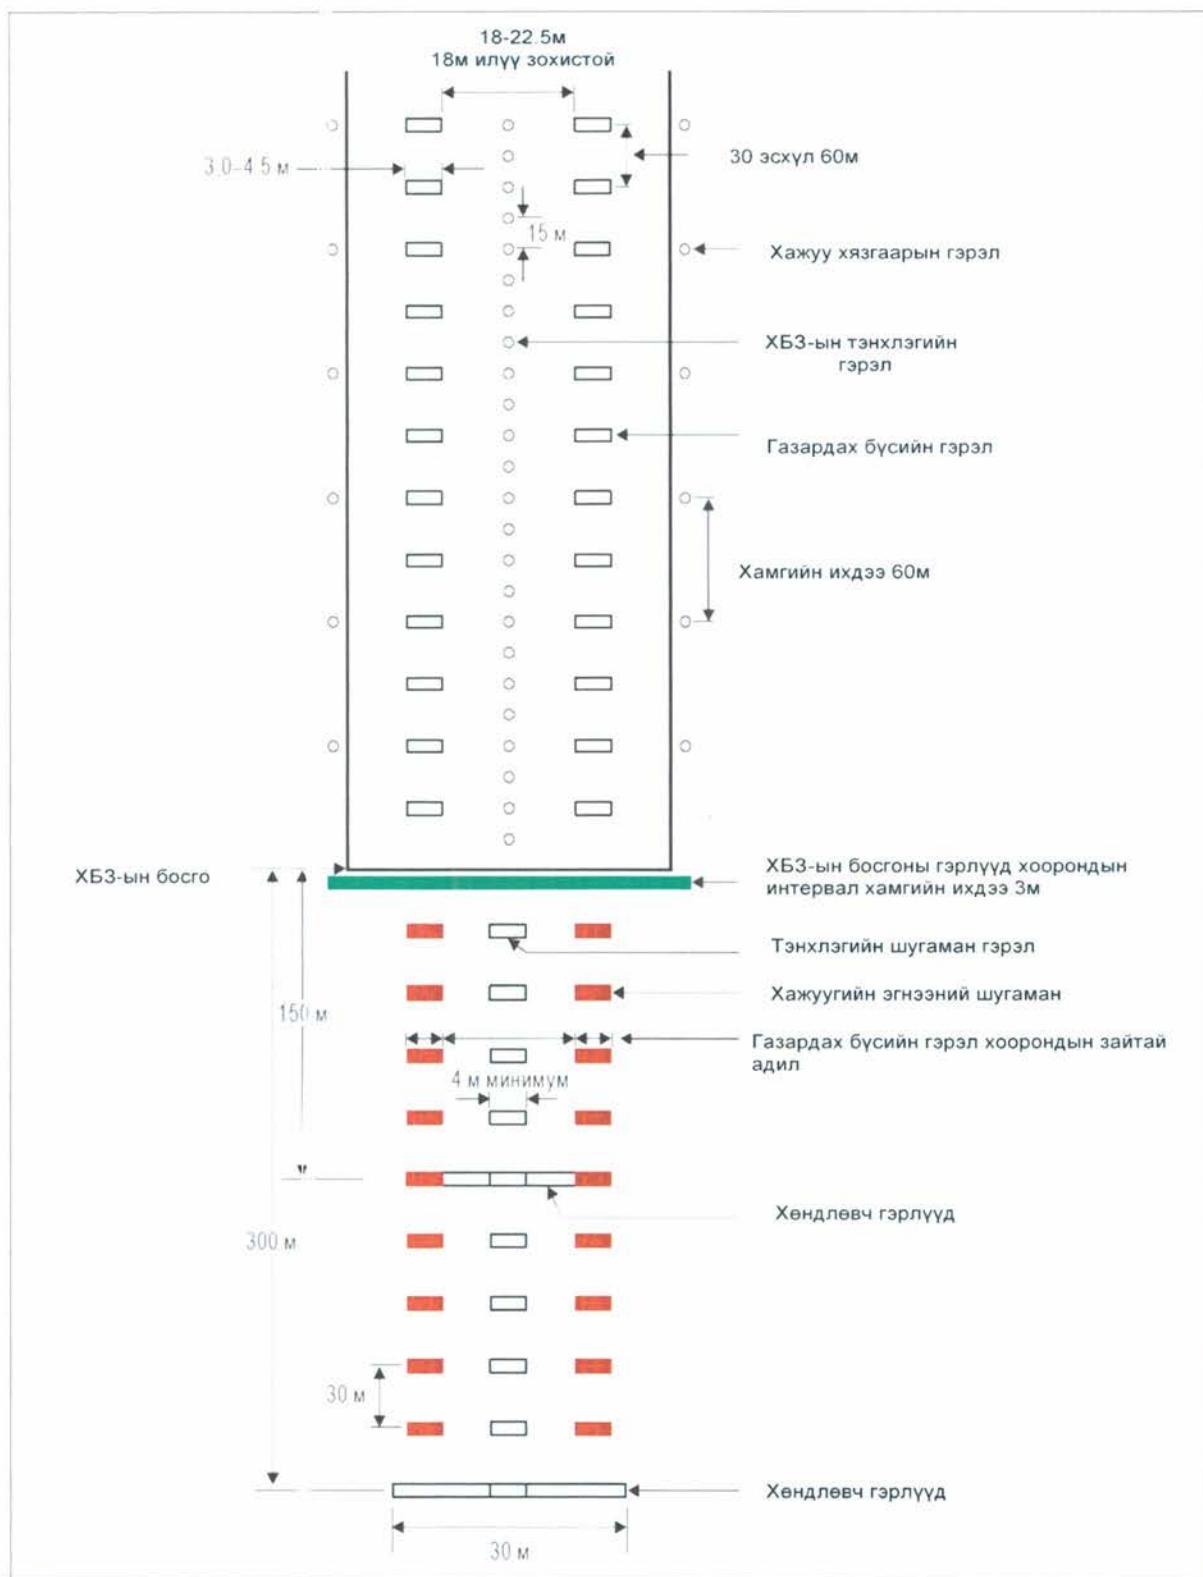 18-22.5м
18м илүү зохистой
3.0–4.5 м
30 эсхүл 60м
15 м
Хажуу хязгаарын гэрэл
ХБЗ-ын тэнхлэгийн
гэрэл
Газардах бүсийн гэрэл
Хамгийн ихдээ 60м
ХБЗ-ын босго
ХБЗ-ын босгоны гэрлүүд хоорондын
интервал хамгийн ихдээ 3м
Тэнхлэгийн шугаман гэрэл
Хажуугийн эгнээний шугаман
150 м
Газардах бүсийн гэрэл хоорондын зайтай
адил
4 м минимум
Хөндлөвч гэрлүүд
300 м
30 м
Хөндлөвч гэрлүүд
30 м